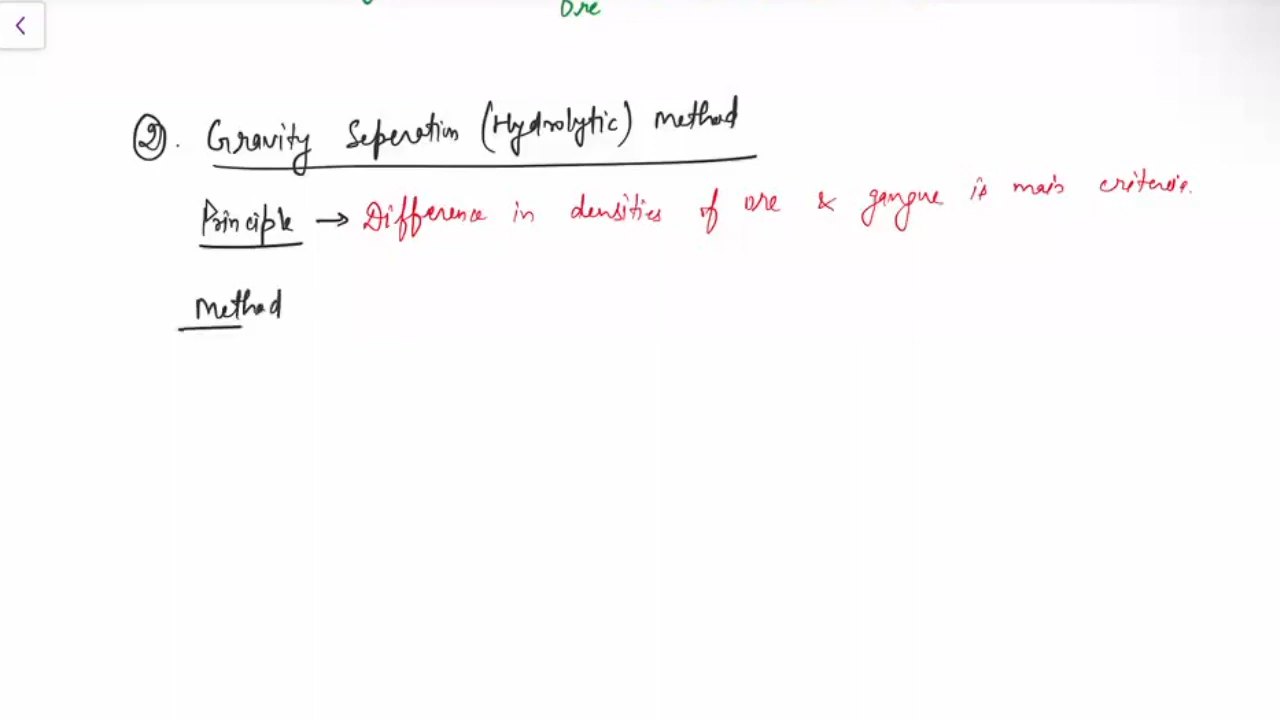 Ore
②. Gravity Seperation (Hydrolytic) method
Principle → Difference in densities of ore & gangue is main criteria.
Method